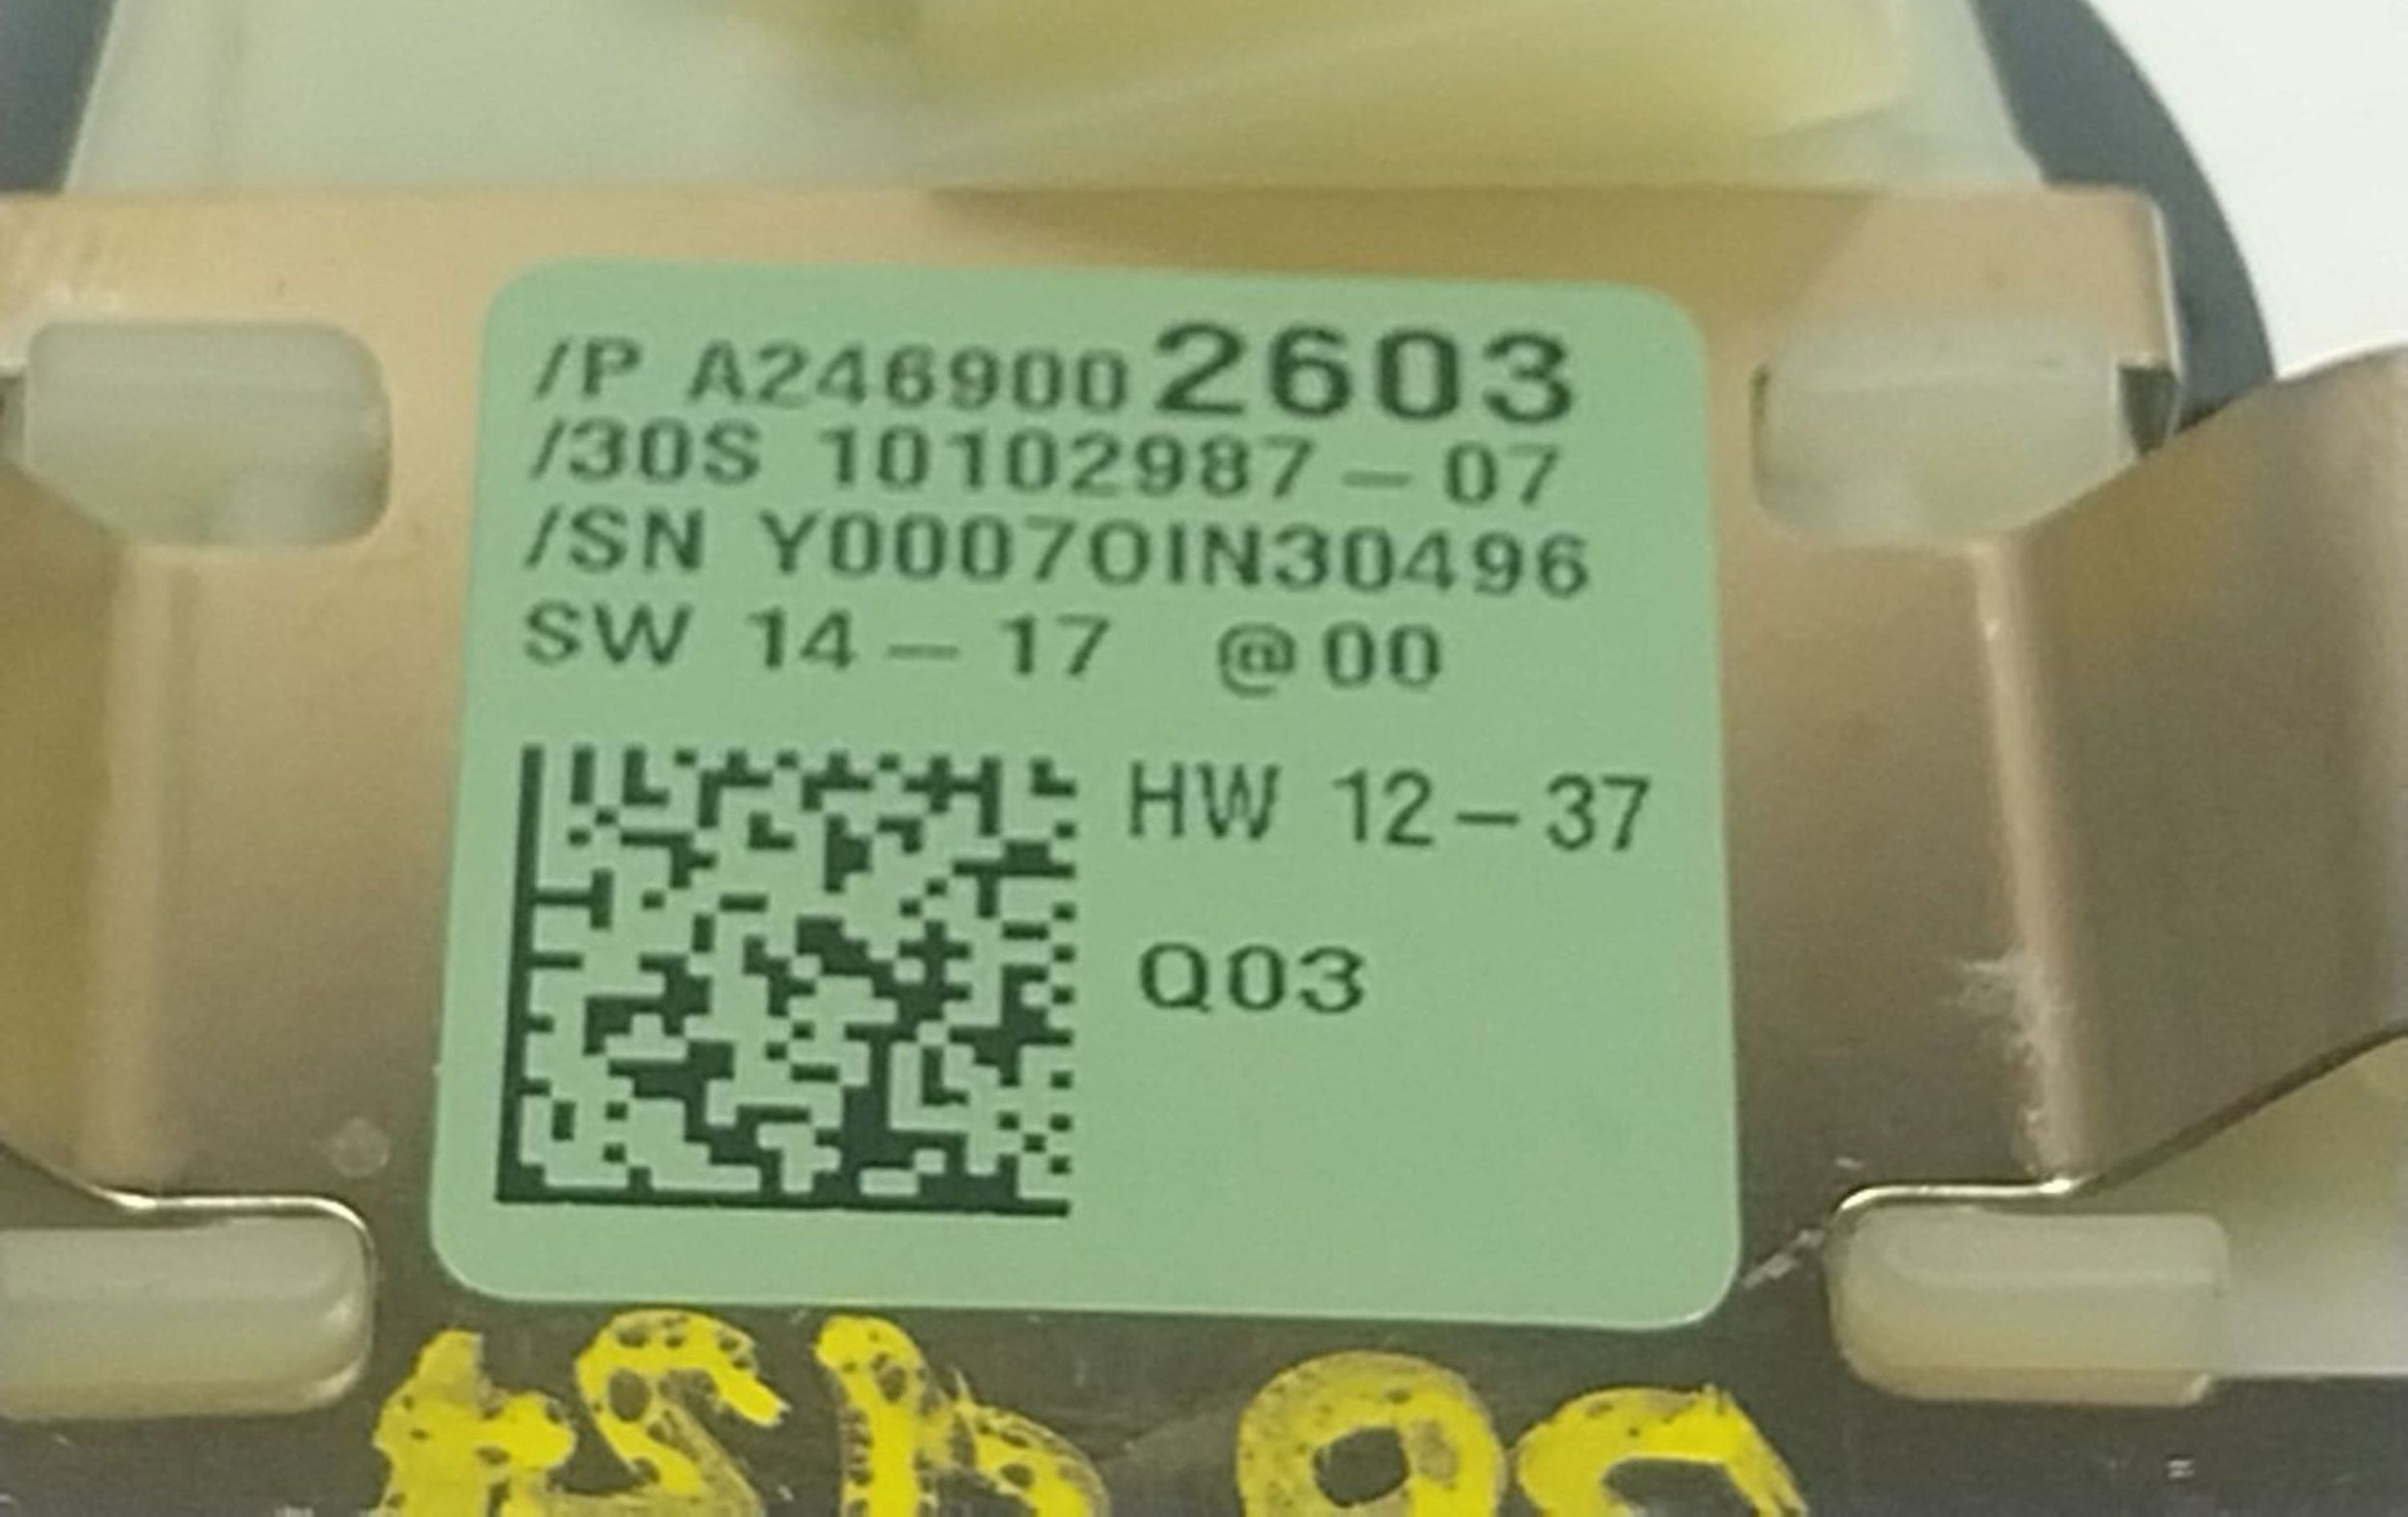 /P A2469002603
/30S 10102987-07
/SN Y00070IN30496
SW 14-17 @00
HW 12-37
Q03